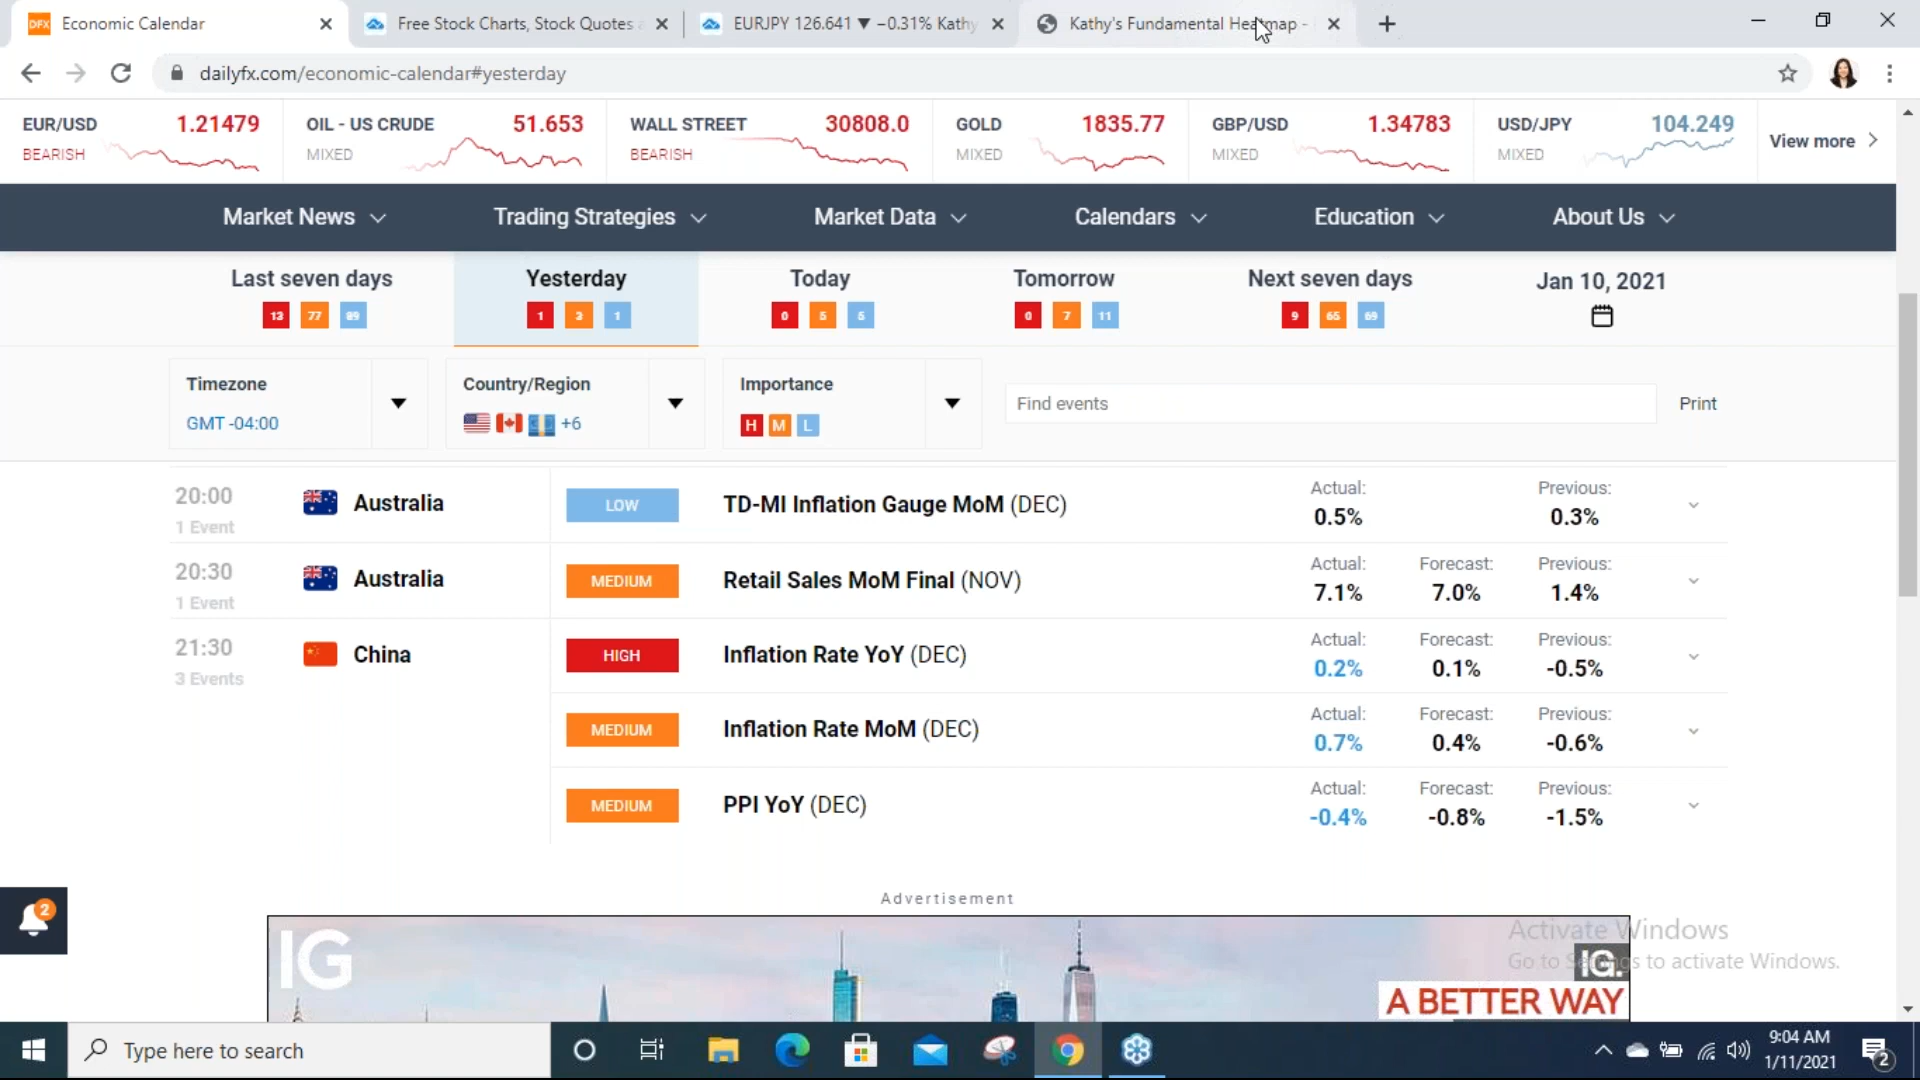 DFX Economic Calendar
Free Stock Charts, Stock Quotes a
EURJPY 126.641 ▼ −0.31% Kathy
Kathy's Fundamental Heatmap -
dailyfx.com/economic-calendar#yesterday
EUR/USD 1.21479
BEARISH
OIL - US CRUDE 51.653
MIXED
WALL STREET 30808.0
BEARISH
GOLD 1835.77
MIXED
GBP/USD 1.34783
MIXED
USD/JPY 104.249
MIXED
View more
Market News Trading Strategies Market Data Calendars Education About Us
Last seven days
13 77 89
Yesterday
1 3 1
Today
0 5 5
Tomorrow
0 7 11
Next seven days
9 65 69
Jan 10, 2021
Timezone
GMT -04:00
Country/Region
+6
Importance
H M L
Find events
Print
20:00 Australia LOW TD-MI Inflation Gauge MoM (DEC) Actual: Previous:
1 Event 0.5% 0.3%
20:30 Australia MEDIUM Retail Sales MoM Final (NOV) Actual: Forecast: Previous:
1 Event 7.1% 7.0% 1.4%
21:30 China HIGH Inflation Rate YoY (DEC) Actual: Forecast: Previous:
3 Events 0.2% 0.1% -0.5%
MEDIUM Inflation Rate MoM (DEC) Actual: Forecast: Previous:
0.7% 0.4% -0.6%
MEDIUM PPI YoY (DEC) Actual: Forecast: Previous:
-0.4% -0.8% -1.5%
2
Advertisement
IG
IG.
A BETTER WAY
Activate Windows
Go to Settings to activate Windows.
Type here to search
9:04 AM
1/11/2021
2